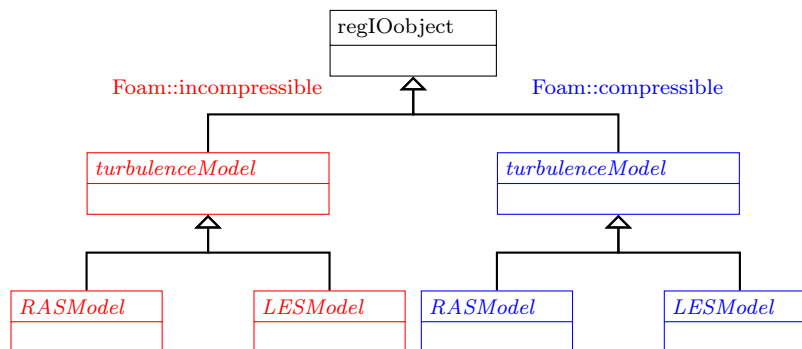 regIOobject
Foam::incompressible
Foam::compressible
turbulenceModel
turbulenceModel
RASModel
LESModel
RASModel
LESModel